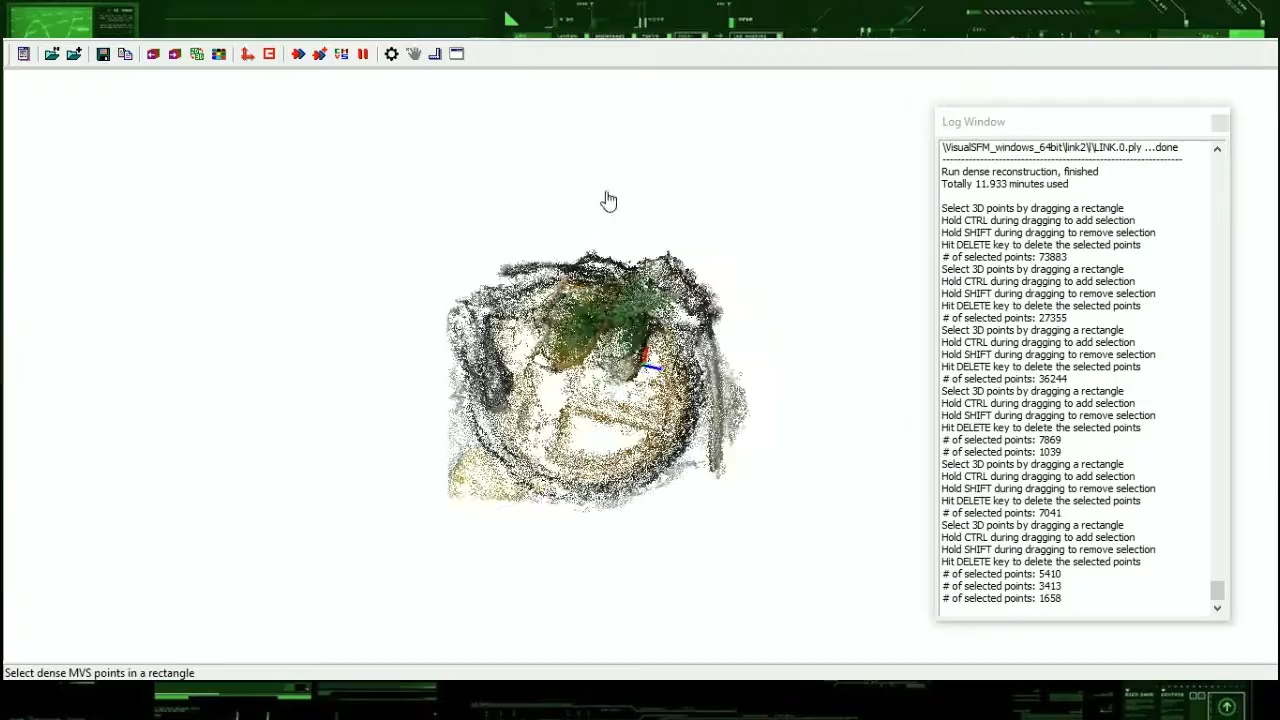 Log Window
\VisualSFM_windows_64bit\link2\l\LINK.0.ply ...done
----------------------------------------------------------------
Run dense reconstruction, finished
Totally 11.933 minutes used
Select 3D points by dragging a rectangle
Hold CTRL during dragging to add selection
Hold SHIFT during dragging to remove selection
Hit DELETE key to delete the selected points
# of selected points: 73883
Select 3D points by dragging a rectangle
Hold CTRL during dragging to add selection
Hold SHIFT during dragging to remove selection
Hit DELETE key to delete the selected points
# of selected points: 27355
Select 3D points by dragging a rectangle
Hold CTRL during dragging to add selection
Hold SHIFT during dragging to remove selection
Hit DELETE key to delete the selected points
# of selected points: 36244
Select 3D points by dragging a rectangle
Hold CTRL during dragging to add selection
Hold SHIFT during dragging to remove selection
Hit DELETE key to delete the selected points
# of selected points: 7869
# of selected points: 1039
Select 3D points by dragging a rectangle
Hold CTRL during dragging to add selection
Hold SHIFT during dragging to remove selection
Hit DELETE key to delete the selected points
# of selected points: 7041
Select 3D points by dragging a rectangle
Hold CTRL during dragging to add selection
Hold SHIFT during dragging to remove selection
Hit DELETE key to delete the selected points
# of selected points: 5410
# of selected points: 3413
# of selected points: 1658
Select dense MVS points in a rectangle